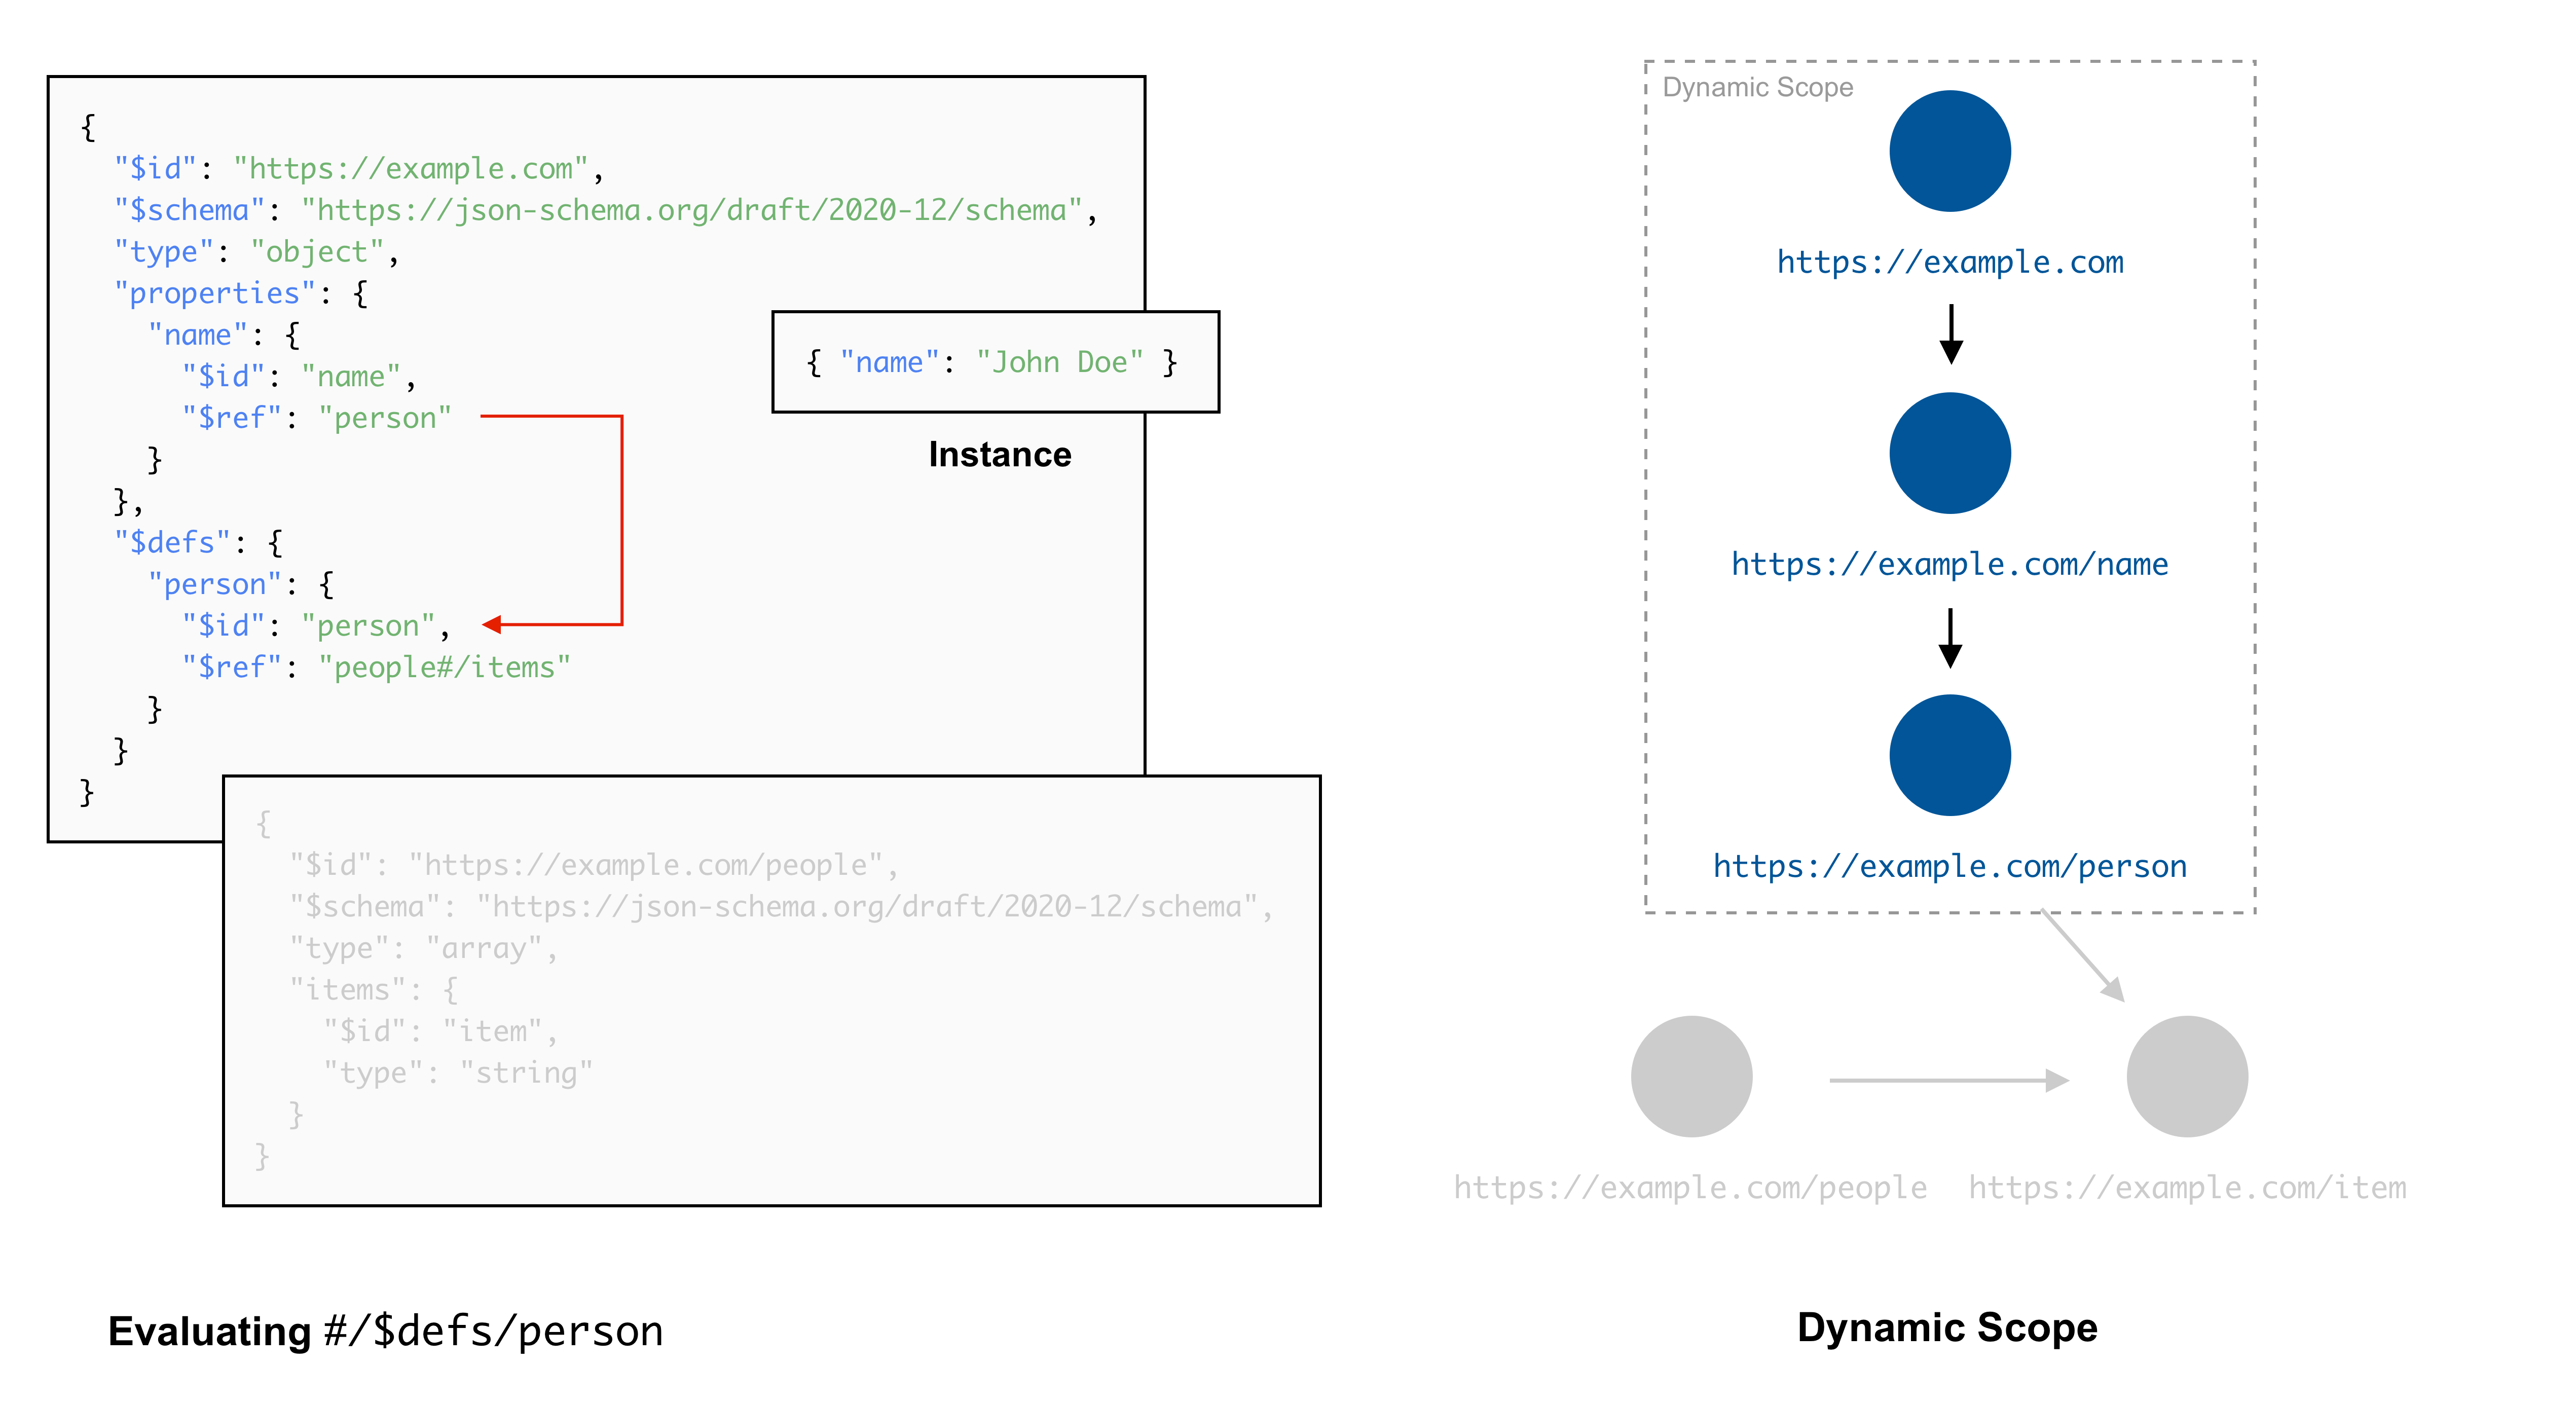 {
  "$id": "https://example.com",
  "$schema": "https://json-schema.org/draft/2020-12/schema",
  "type": "object",
  "properties": {
    "name": {
      "$id": "name",
      "$ref": "person"
    }
  },
  "$defs": {
    "person": {
      "$id": "person",
      "$ref": "people#/items"
    }
  }
}
{ "name": "John Doe" }
Instance
{
  "$id": "https://example.com/people",
  "$schema": "https://json-schema.org/draft/2020-12/schema",
  "type": "array",
  "items": {
    "$id": "item",
    "type": "string"
  }
}
Evaluating #/$defs/person
Dynamic Scope
https://example.com
https://example.com/name
https://example.com/person
https://example.com/people
https://example.com/item
Dynamic Scope